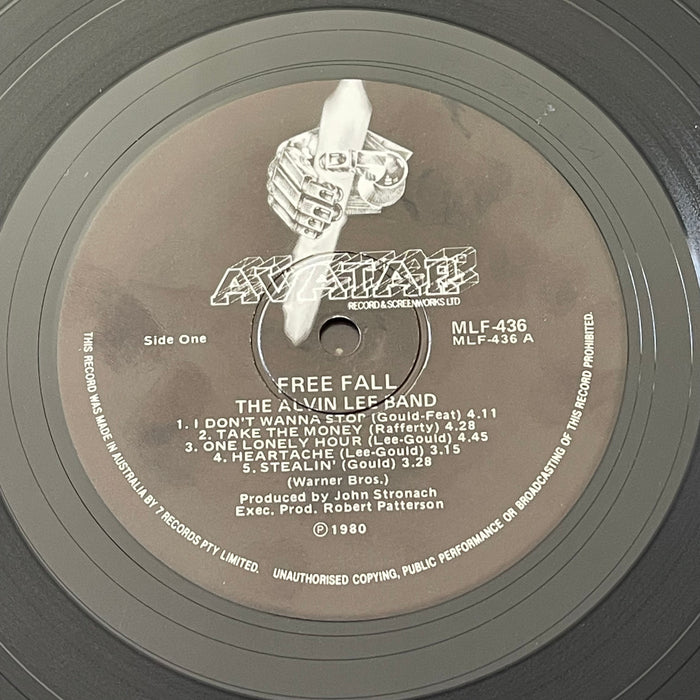 AVATAR
RECORD & SCREENWORKS LTD
Side One
MLF-436
MLF-436 A
FREE FALL
THE ALVIN LEE BAND
1. I DON'T WANNA STOP (Gould-Feat) 4.11
2. TAKE THE MONEY (Rafferty) 4.28
3. ONE LONELY HOUR (Lee-Gould) 4.45
4. HEARTACHE (Lee-Gould) 3.15
5. STEALIN' (Gould) 3.28
(Warner Bros.)
Produced by John Stronach
Exec. Prod. Robert Patterson
Ⓟ 1980
THIS RECORD WAS MADE IN AUSTRALIA BY 7 RECORDS PTY LIMITED. UNAUTHORISED COPYING, PUBLIC PERFORMANCE OR BROADCASTING OF THIS RECORD PROHIBITED.